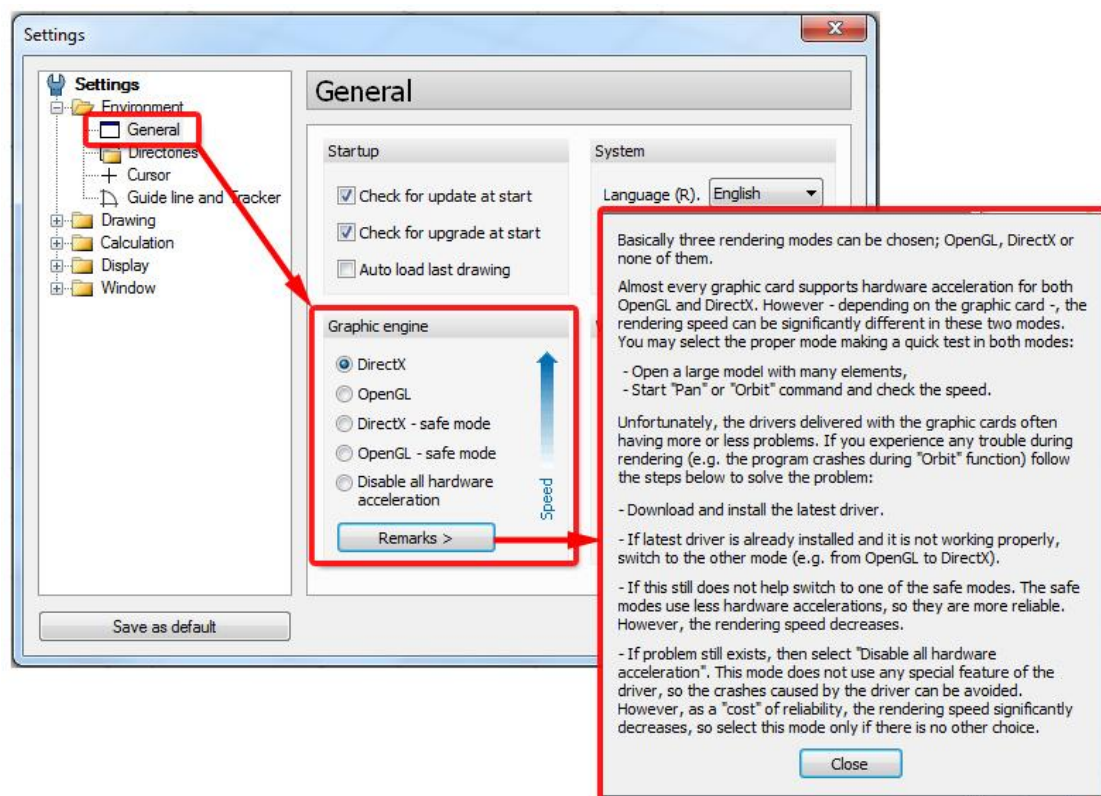 Settings
x
Settings
Environment
General
Directories
Cursor
Guide line and Tracker
Drawing
Calculation
Display
Window
Save as default
General
Startup
Check for update at start
Check for upgrade at start
Auto load last drawing
System
Language (R). English
Graphic engine
DirectX
OpenGL
DirectX - safe mode
OpenGL - safe mode
Disable all hardware
acceleration
Speed
Remarks >
Basically three rendering modes can be chosen; OpenGL, DirectX or
none of them.
Almost every graphic card supports hardware acceleration for both
OpenGL and DirectX. However - depending on the graphic card -, the
rendering speed can be significantly different in these two modes.
You may select the proper mode making a quick test in both modes:
- Open a large model with many elements,
- Start "Pan" or "Orbit" command and check the speed.
Unfortunately, the drivers delivered with the graphic cards often
having more or less problems. If you experience any trouble during
rendering (e.g. the program crashes during "Orbit" function) follow
the steps below to solve the problem:
- Download and install the latest driver.
- If latest driver is already installed and it is not working properly,
switch to the other mode (e.g. from OpenGL to DirectX).
- If this still does not help switch to one of the safe modes. The safe
modes use less hardware accelerations, so they are more reliable.
However, the rendering speed decreases.
- If problem still exists, then select "Disable all hardware
acceleration". This mode does not use any special feature of the
driver, so the crashes caused by the driver can be avoided.
However, as a "cost" of reliability, the rendering speed significantly
decreases, so select this mode only if there is no other choice.
Close